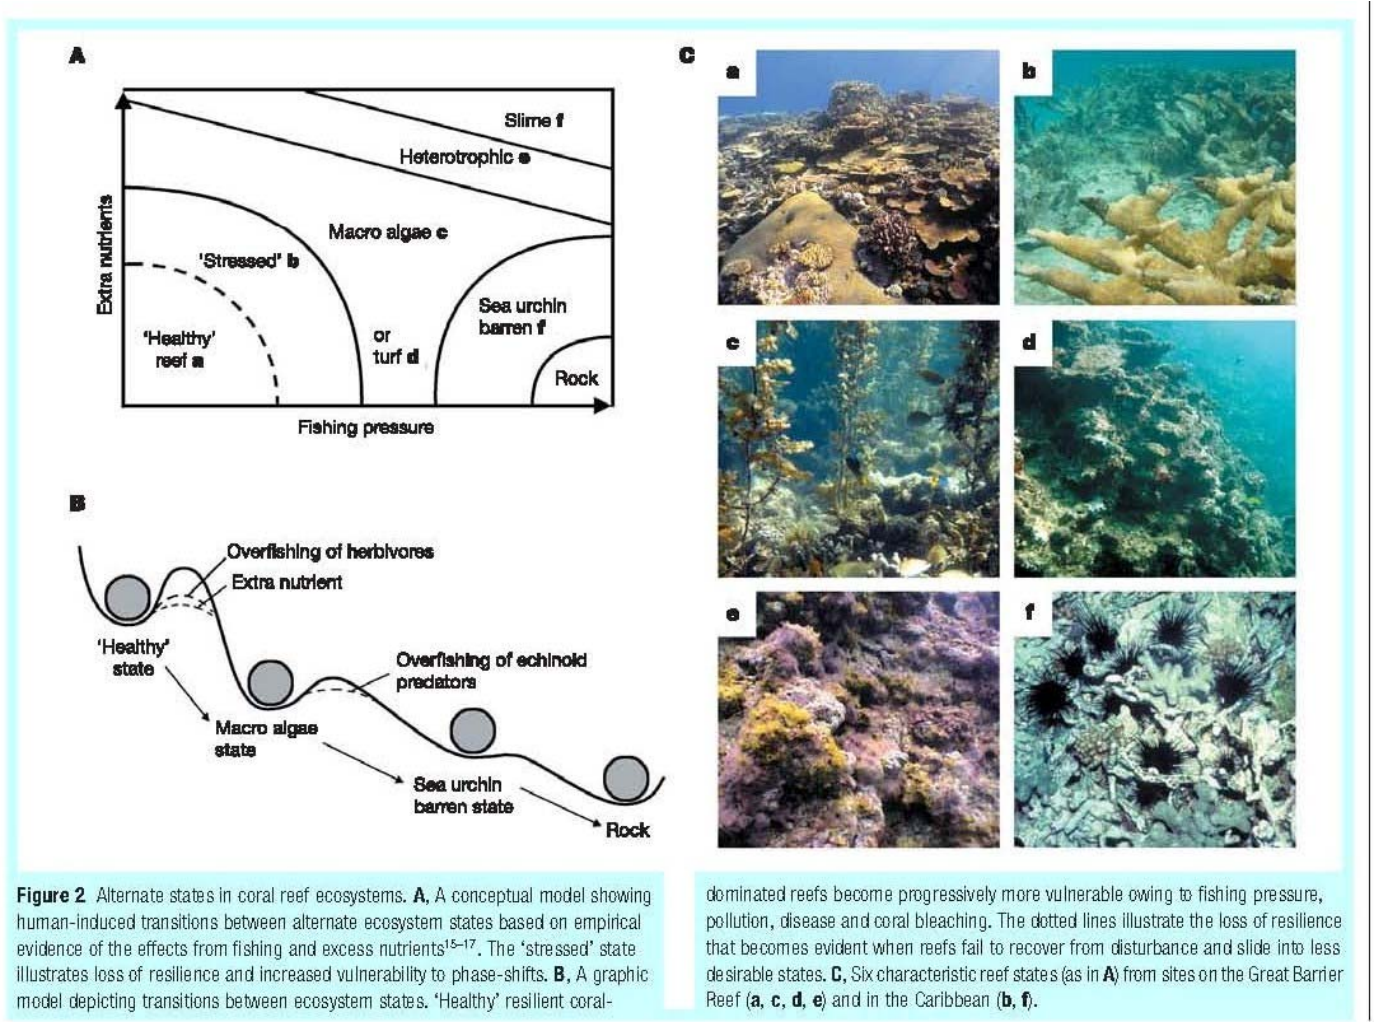 A
Extra nutrients
Slime f
Heterotrophic e
Macro algae c
'Stressed' b
'Healthy'
reef a
or
turf d
Sea urchin
barren f
Rock
Fishing pressure
B
Overfishing of herbivores
Extra nutrient
'Healthy'
state
Overfishing of echinoid
predators
Macro algae
state
Sea urchin
barren state
Rock
C
a
b
c
d
e
f
Figure 2 Alternate states in coral reef ecosystems. A, A conceptual model showing
human-induced transitions between alternate ecosystem states based on empirical
evidence of the effects from fishing and excess nutrients15–17. The 'stressed' state
illustrates loss of resilience and increased vulnerability to phase-shifts. B, A graphic
model depicting transitions between ecosystem states. 'Healthy' resilient coral-
dominated reefs become progressively more vulnerable owing to fishing pressure,
pollution, disease and coral bleaching. The dotted lines illustrate the loss of resilience
that becomes evident when reefs fail to recover from disturbance and slide into less
desirable states. C, Six characteristic reef states (as in A) from sites on the Great Barrier
Reef (a, c, d, e) and in the Caribbean (b, f).